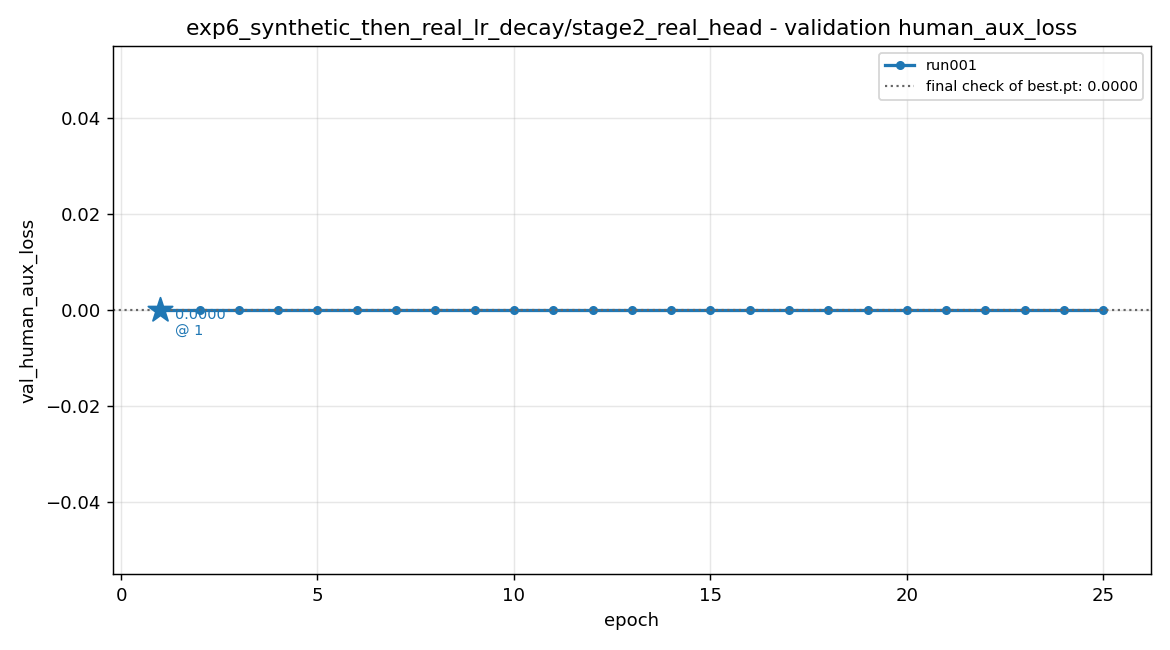 exp6_synthetic_then_real_lr_decay/stage2_real_head - validation human_aux_loss
run001
final check of best.pt: 0.0000
val_human_aux_loss
0.04
0.02
0.00
−0.02
−0.04
0.0000
@ 1
0
5
10
15
20
25
epoch